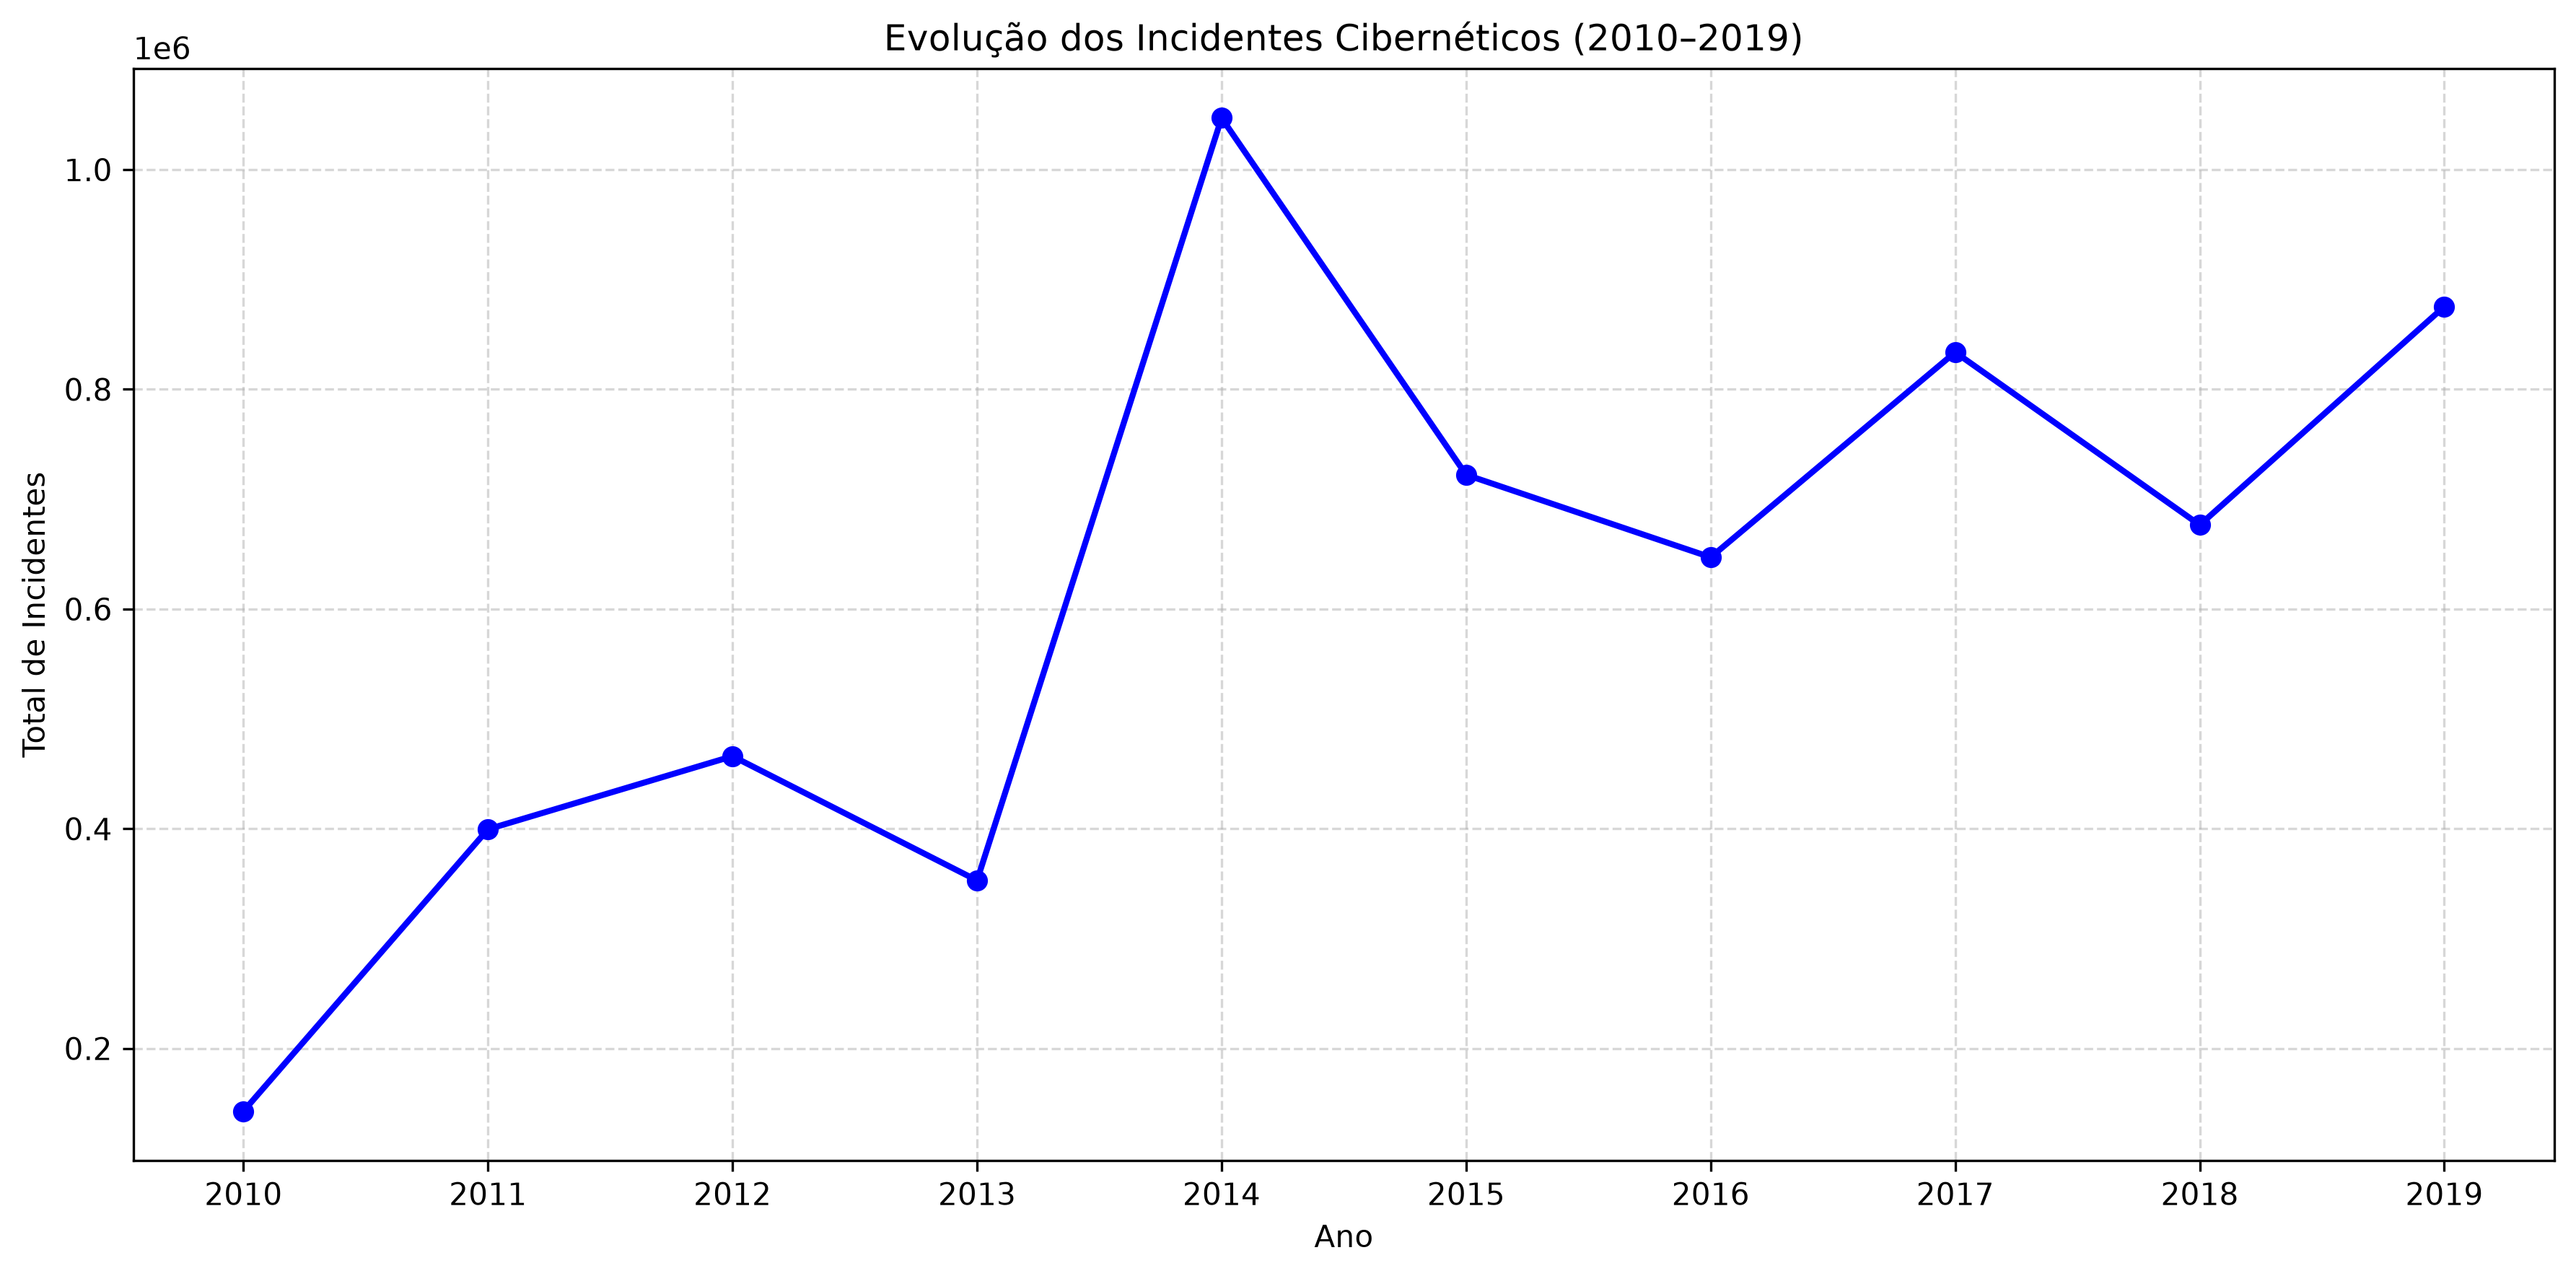 Evolução dos Incidentes Cibernéticos (2010–2019)
1e6
1.0
0.8
0.6
0.4
0.2
Total de Incidentes
2010 2011 2012 2013 2014 2015 2016 2017 2018 2019
Ano